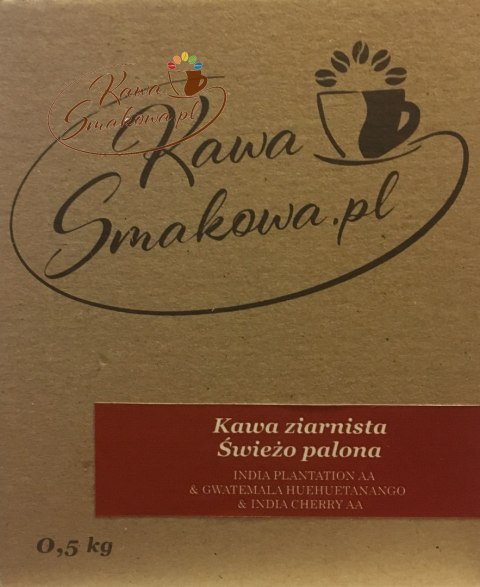 Kawa
Smakowa.pl
Kawa
Smakowa.pl
Kawa ziarnista
Świeżo palona
INDIA PLANTATION AA
& GWATEMALA HUEHUETANANGO
& INDIA CHERRY AA
0,5 kg